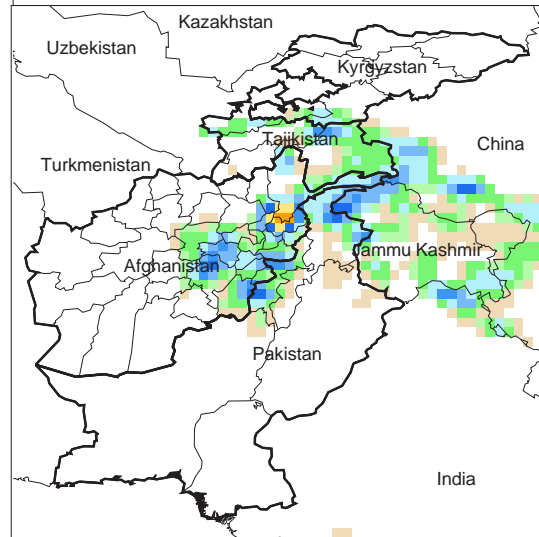 Kazakhstan
Uzbekistan
Kyrgyzstan
Tajikistan
China
Turkmenistan
Jammu Kashmir
Afghanistan
Pakistan
India